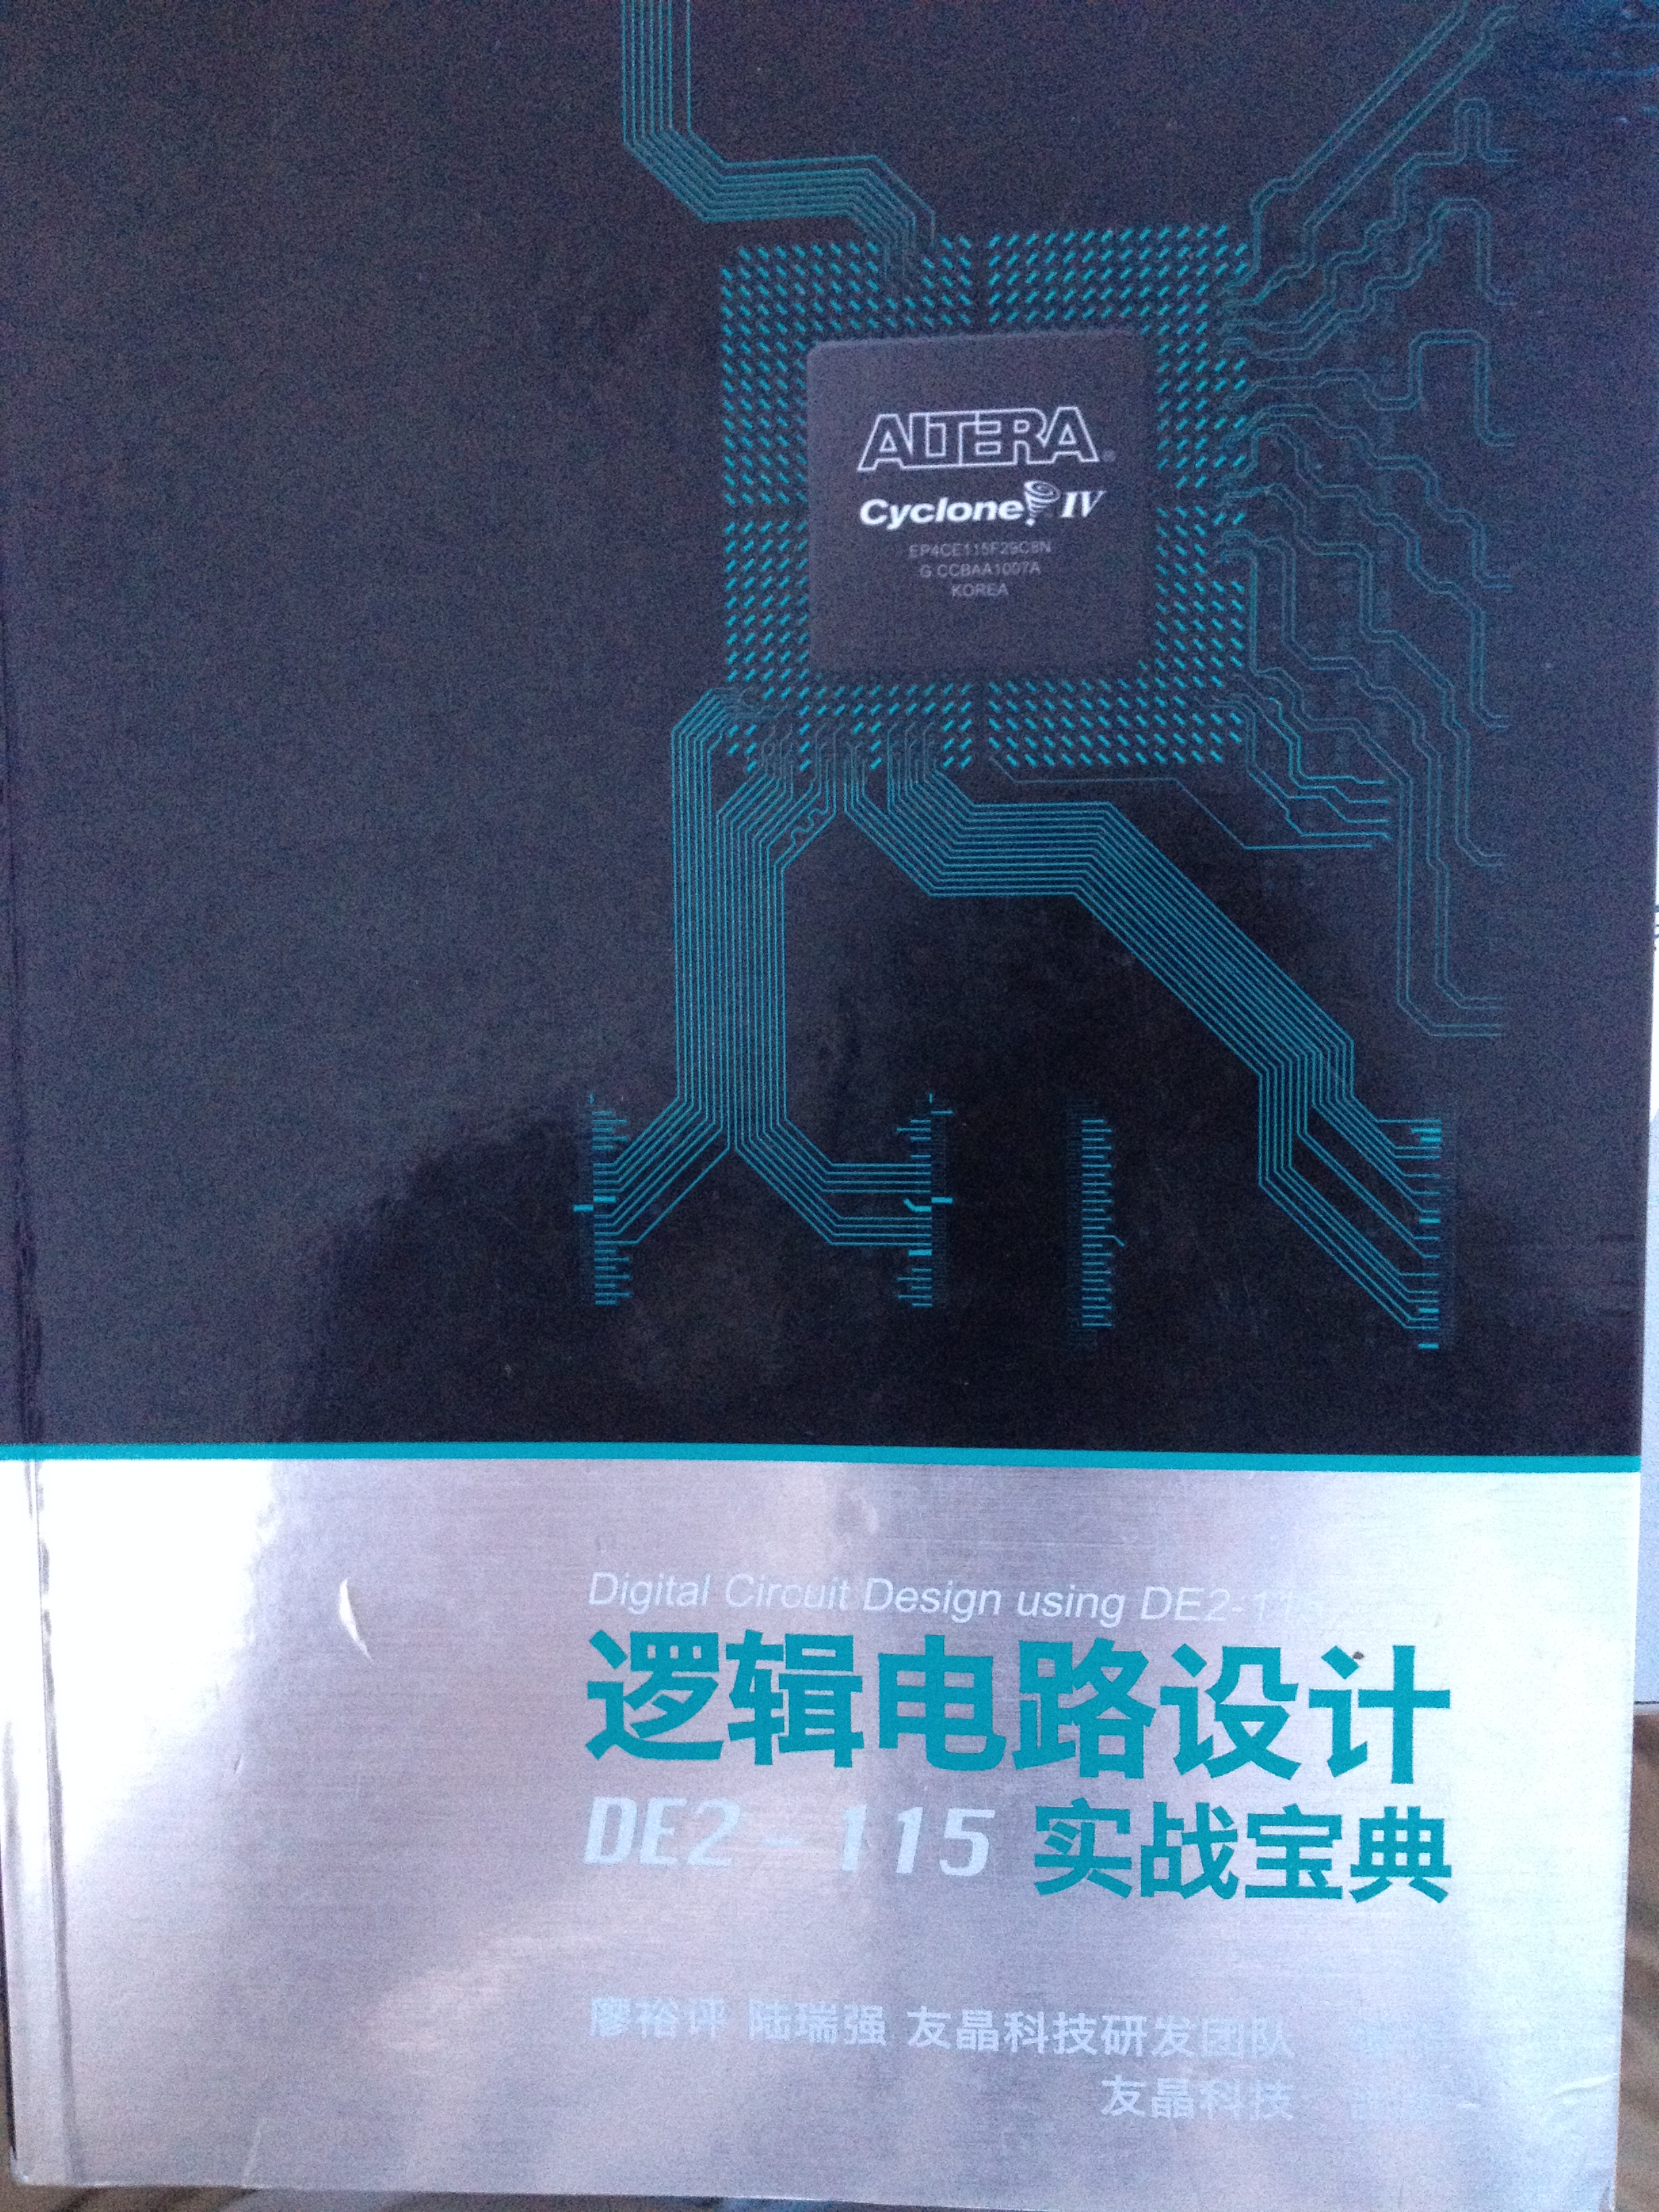 ALTERA®
Cyclone IV
EP4CE115F29C8N
G CCBAA1007A
KOREA
Digital Circuit Design using DE2-115
逻辑电路设计
DE2-115 实战宝典
廖裕评 陆瑞强 友晶科技研发团队
友晶科技